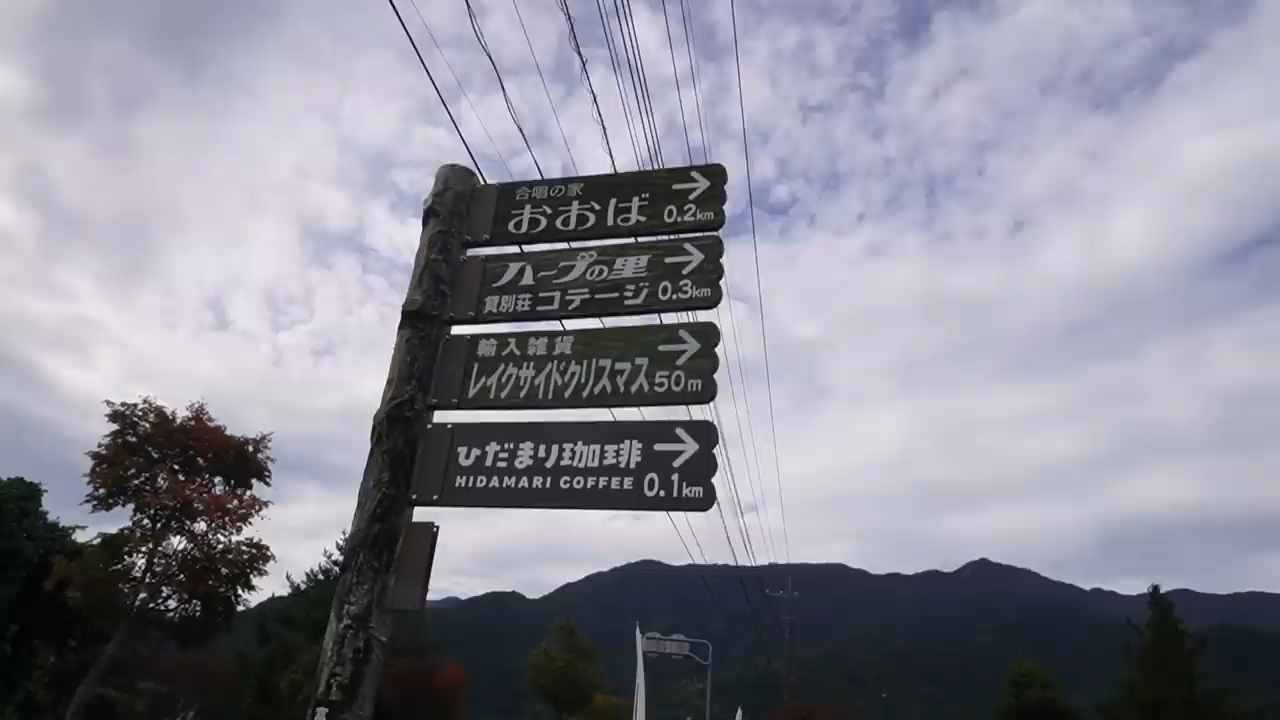 合唱の家
おおば 0.2km
ハーブの里
貸別荘コテージ 0.3km
輸入雑貨
レイクサイドクリスマス 50m
ひだまり珈琲
HIDAMARI COFFEE 0.1km